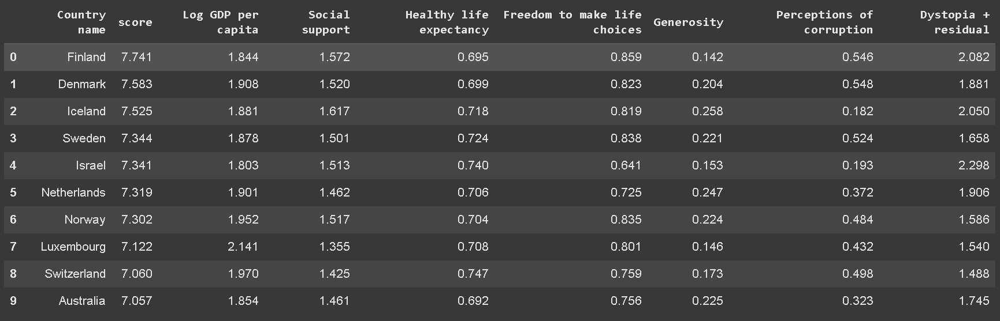 Country name score Log GDP per capita Social support Healthy life expectancy Freedom to make life choices Generosity Perceptions of corruption Dystopia + residual
0 Finland 7.741 1.844 1.572 0.695 0.859 0.142 0.546 2.082
1 Denmark 7.583 1.908 1.520 0.699 0.823 0.204 0.548 1.881
2 Iceland 7.525 1.881 1.617 0.718 0.819 0.258 0.182 2.050
3 Sweden 7.344 1.878 1.501 0.724 0.838 0.221 0.524 1.658
4 Israel 7.341 1.803 1.513 0.740 0.641 0.153 0.193 2.298
5 Netherlands 7.319 1.901 1.462 0.706 0.725 0.247 0.372 1.906
6 Norway 7.302 1.952 1.517 0.704 0.835 0.224 0.484 1.586
7 Luxembourg 7.122 2.141 1.355 0.708 0.801 0.146 0.432 1.540
8 Switzerland 7.060 1.970 1.425 0.747 0.759 0.173 0.498 1.488
9 Australia 7.057 1.854 1.461 0.692 0.756 0.225 0.323 1.745